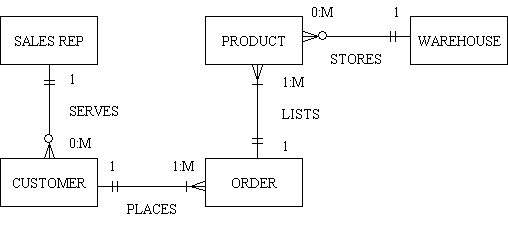 0:M
1
SALES REP
PRODUCT
WAREHOUSE
STORES
1
1:M
SERVES
LISTS
0:M
1
1
1:M
CUSTOMER
ORDER
PLACES